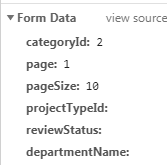 ▼ Form Data view source
categoryId: 2
page: 1
pageSize: 10
projectTypeId:
reviewStatus:
departmentName: